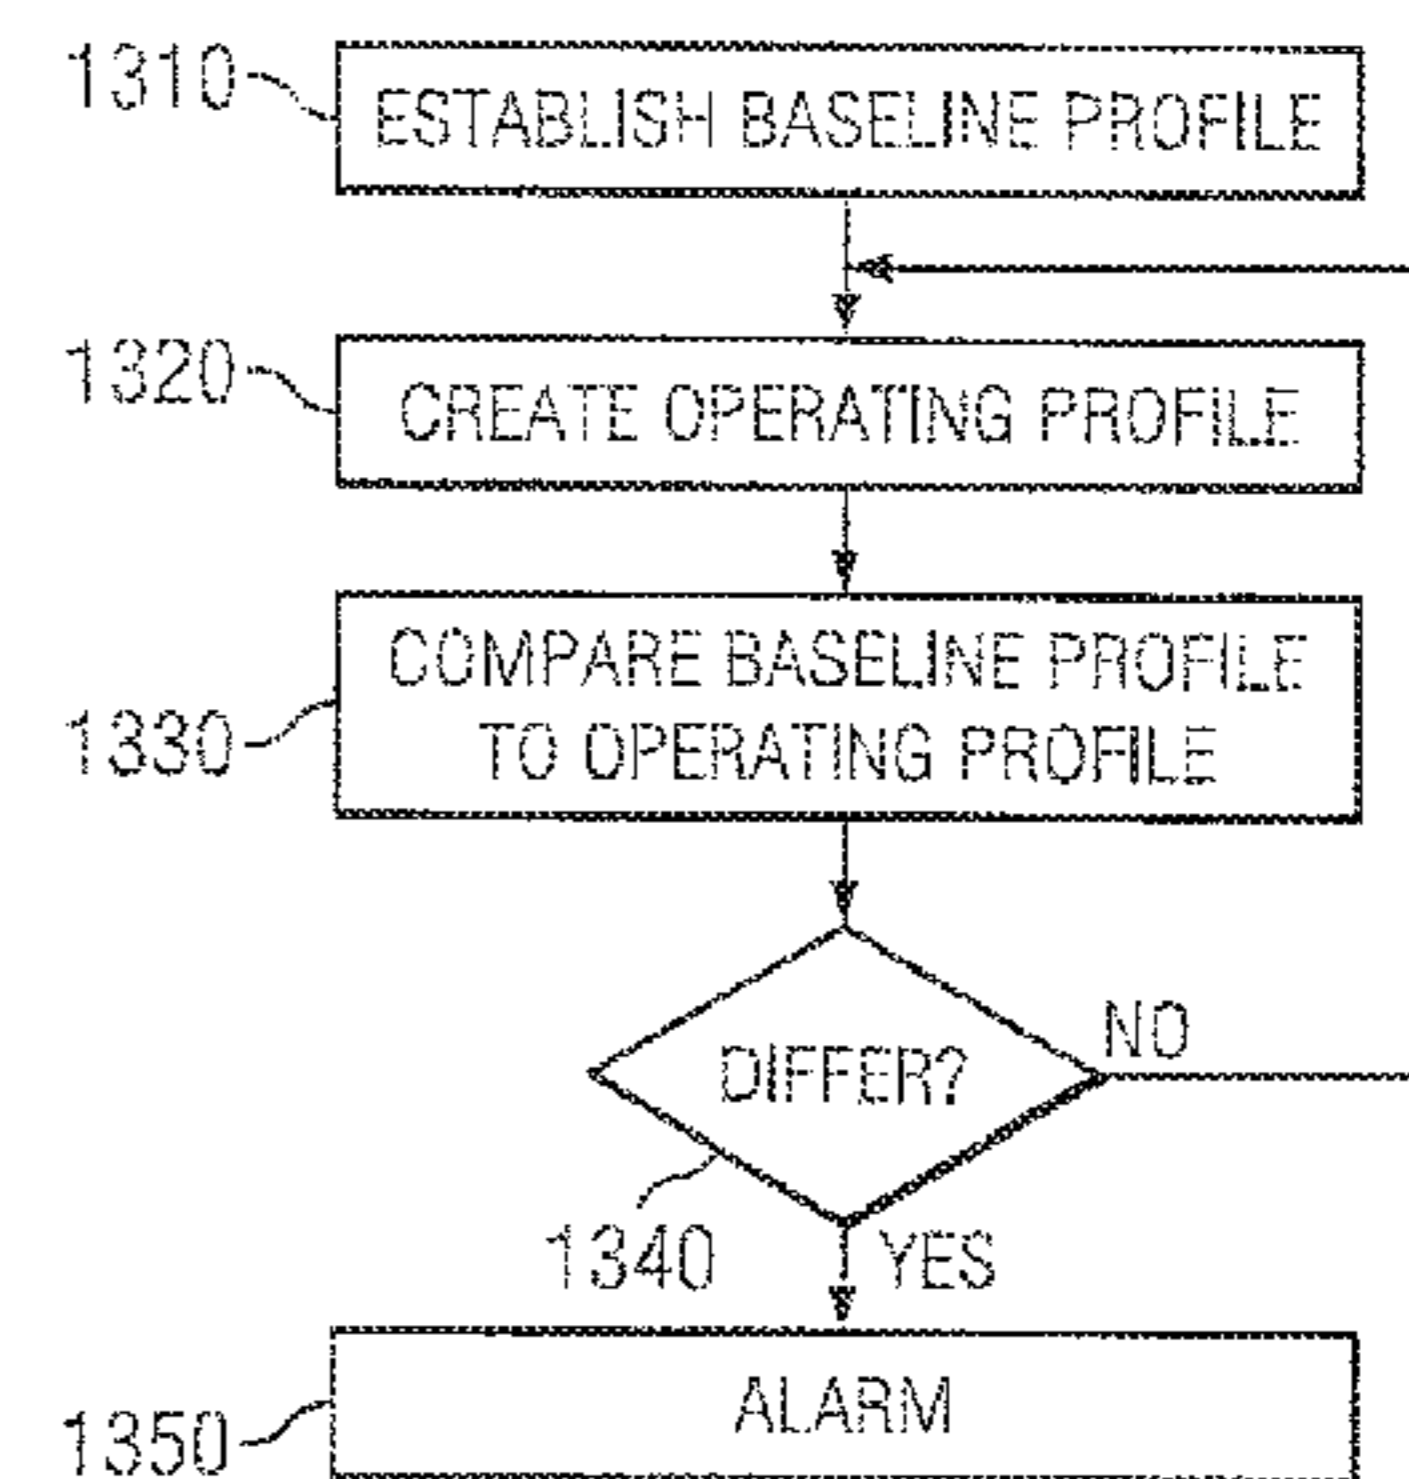 1310
ESTABLISH BASELINE PROFILE
1320
CREATE OPERATING PROFILE
1330
COMPARE BASELINE PROFILE
TO OPERATING PROFILE
DIFFER?
NO
1340
YES
1350
ALARM